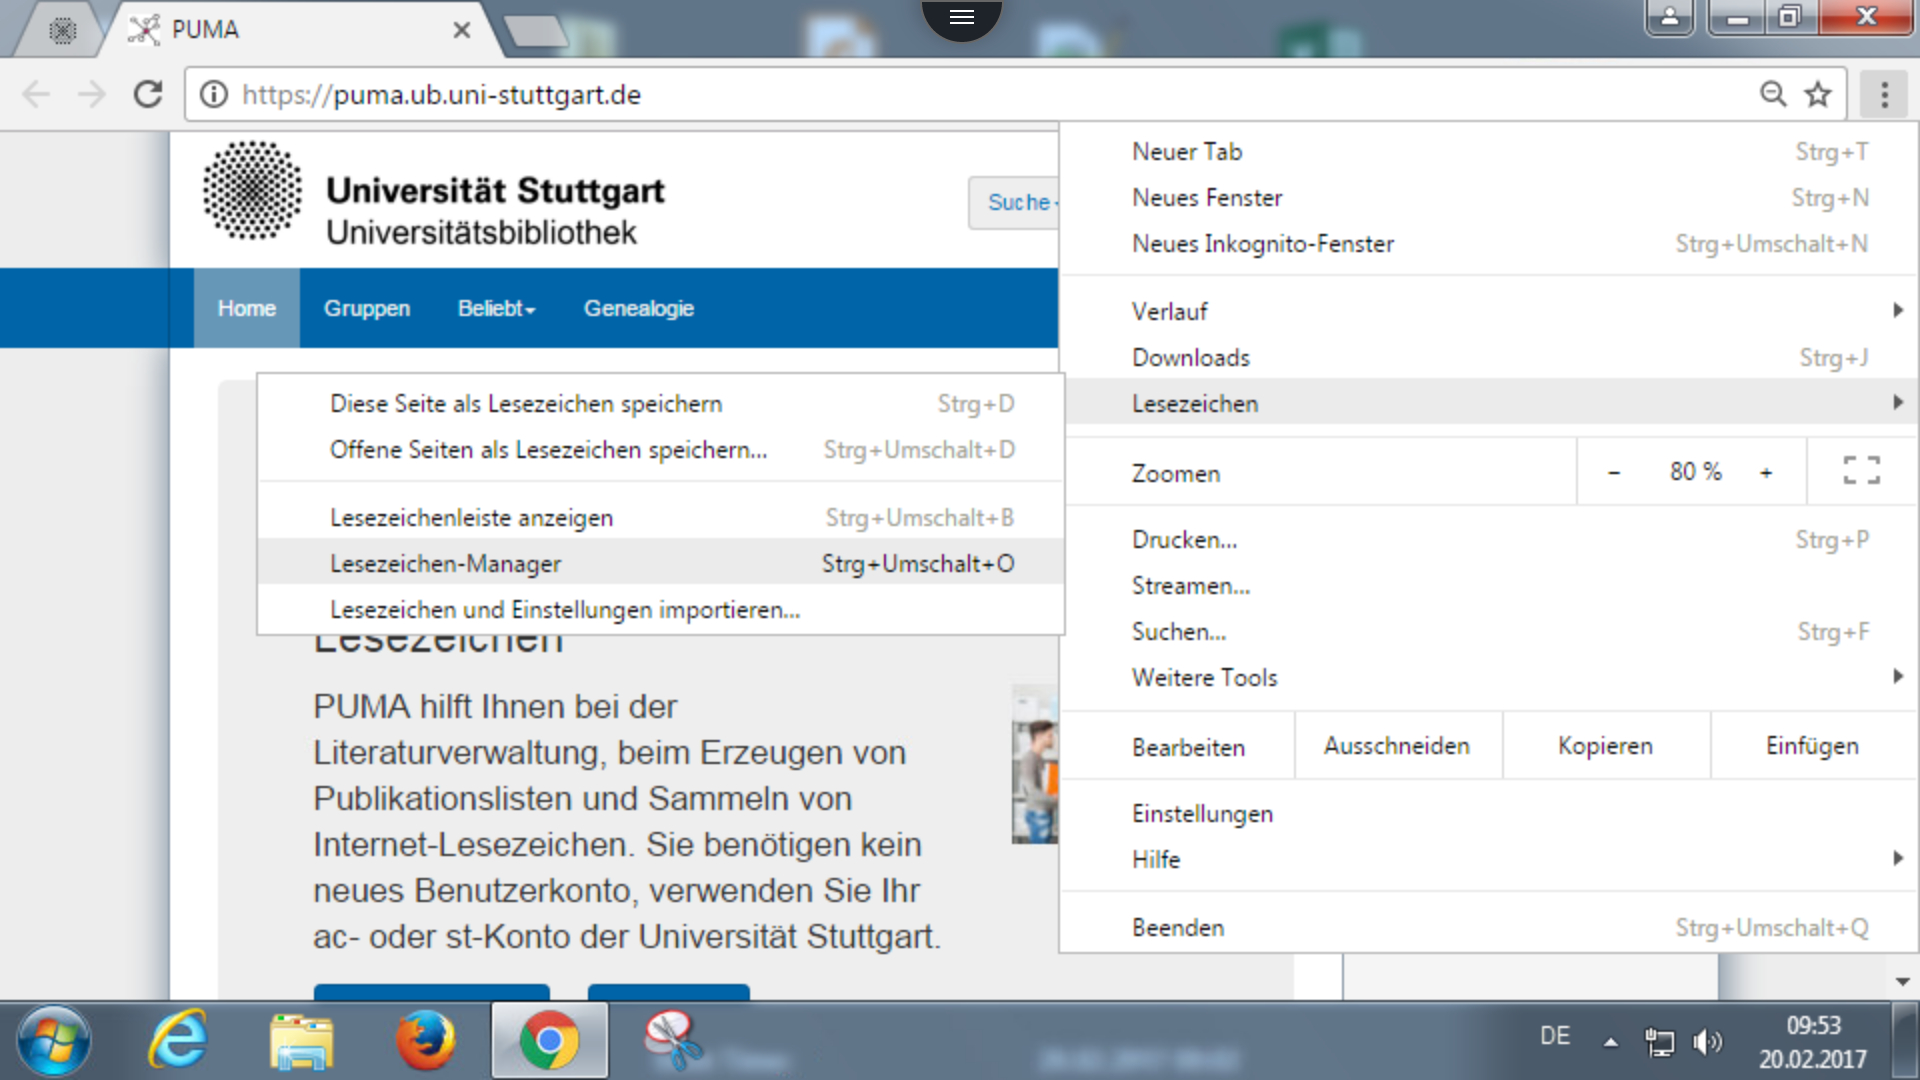 PUMA
https://puma.ub.uni-stuttgart.de
Universität Stuttgart
Universitätsbibliothek
Suche
Home Gruppen Beliebt Genealogie
Diese Seite als Lesezeichen speichern Strg+D
Offene Seiten als Lesezeichen speichern... Strg+Umschalt+D
Lesezeichenleiste anzeigen Strg+Umschalt+B
Lesezeichen-Manager Strg+Umschalt+O
Lesezeichen und Einstellungen importieren...
Lesezeichen
PUMA hilft Ihnen bei der
Literaturverwaltung, beim Erzeugen von
Publikationslisten und Sammeln von
Internet-Lesezeichen. Sie benötigen kein
neues Benutzerkonto, verwenden Sie Ihr
ac- oder st-Konto der Universität Stuttgart.
Neuer Tab Strg+T
Neues Fenster Strg+N
Neues Inkognito-Fenster Strg+Umschalt+N
Verlauf
Downloads Strg+J
Lesezeichen
Zoomen - 80 % +
Drucken... Strg+P
Streamen...
Suchen... Strg+F
Weitere Tools
Bearbeiten Ausschneiden Kopieren Einfügen
Einstellungen
Hilfe
Beenden Strg+Umschalt+Q
DE
09:53
20.02.2017